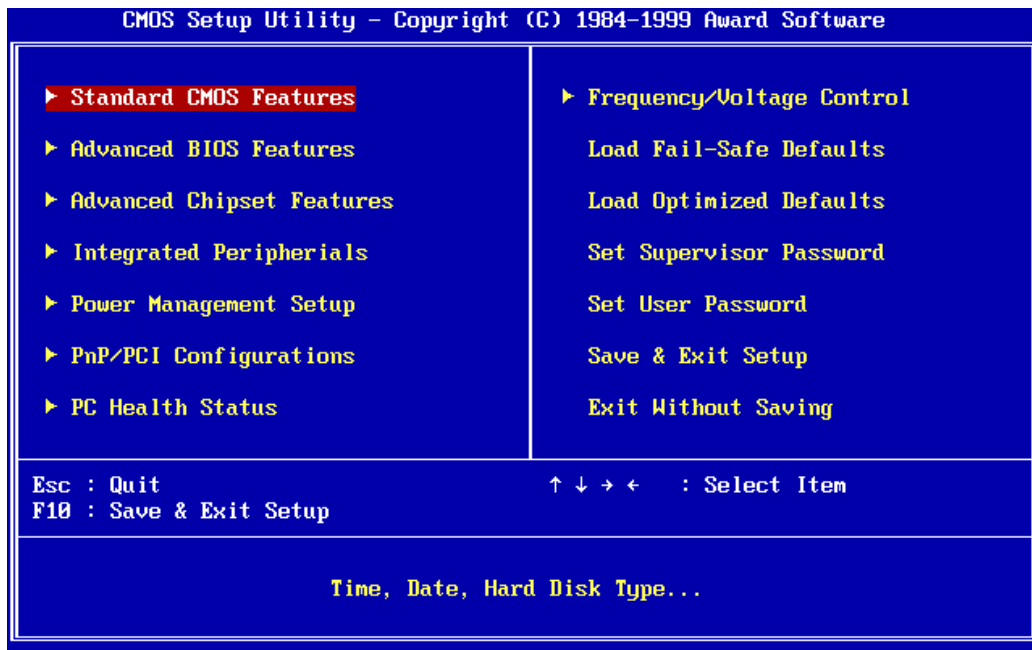 CMOS Setup Utility – Copyright (C) 1984–1999 Award Software
▶ Standard CMOS Features
▶ Advanced BIOS Features
▶ Advanced Chipset Features
▶ Integrated Peripherials
▶ Power Management Setup
▶ PnP/PCI Configurations
▶ PC Health Status
▶ Frequency/Voltage Control
Load Fail–Safe Defaults
Load Optimized Defaults
Set Supervisor Password
Set User Password
Save & Exit Setup
Exit Without Saving
Esc : Quit
F10 : Save & Exit Setup
↑ ↓ → ← : Select Item
Time, Date, Hard Disk Type...